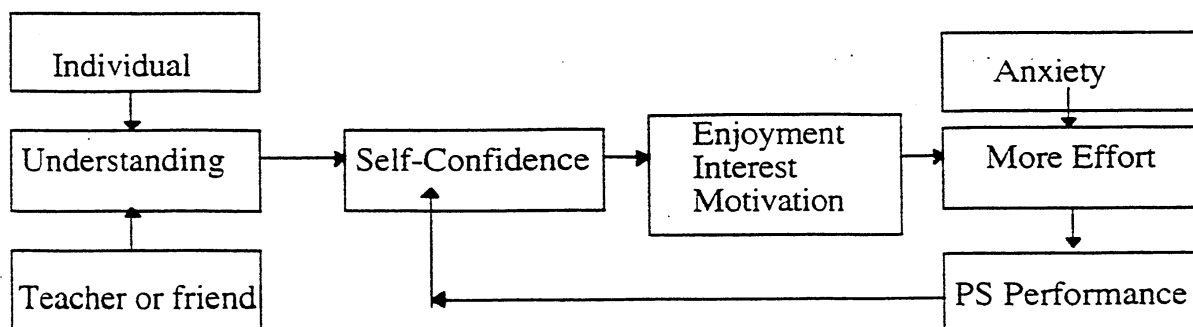 Individual
Anxiety
Understanding
Self-Confidence
Enjoyment
Interest
Motivation
More Effort
Teacher or friend
PS Performance